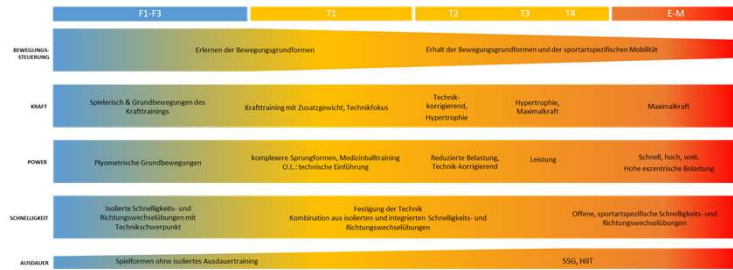 F1-F3 T1 T2 T3 T4 E-M
BEWEGUNGS-
STEUERUNG
Erlernen der Bewegungsgrundformen
Erhalt der Bewegungsgrundformen und der sportartspezifischen Mobilität
KRAFT
Spielerisch & Grundbewegungen des
Krafttrainings
Krafttraining mit Zusatzgewicht, Technikfokus
Technik-
korrigierend,
Hypertrophie
Hypertrophie,
Maximalkraft
Maximalkraft
POWER
Plyometrische Grundbewegungen
komplexere Sprungformen, Medizinballtraining
O.L.: technische Einführung
Reduzierte Belastung,
Technik-korrigierend
Leistung
Schnell, hoch, weit.
Hohe exzentrische Belastung
SCHNELLIGKEIT
Isolierte Schnelligkeits- und
Richtungswechselübungen mit
Technikschwerpunkt
Festigung der Technik
Kombination aus isolierten und integrierten Schnelligkeits- und
Richtungswechselübungen
Offene, sportartspezifische Schnelligkeits- und
Richtungswechselübungen
AUSDAUER
Spielformen ohne isoliertes Ausdauertraining
SSG, HIIT